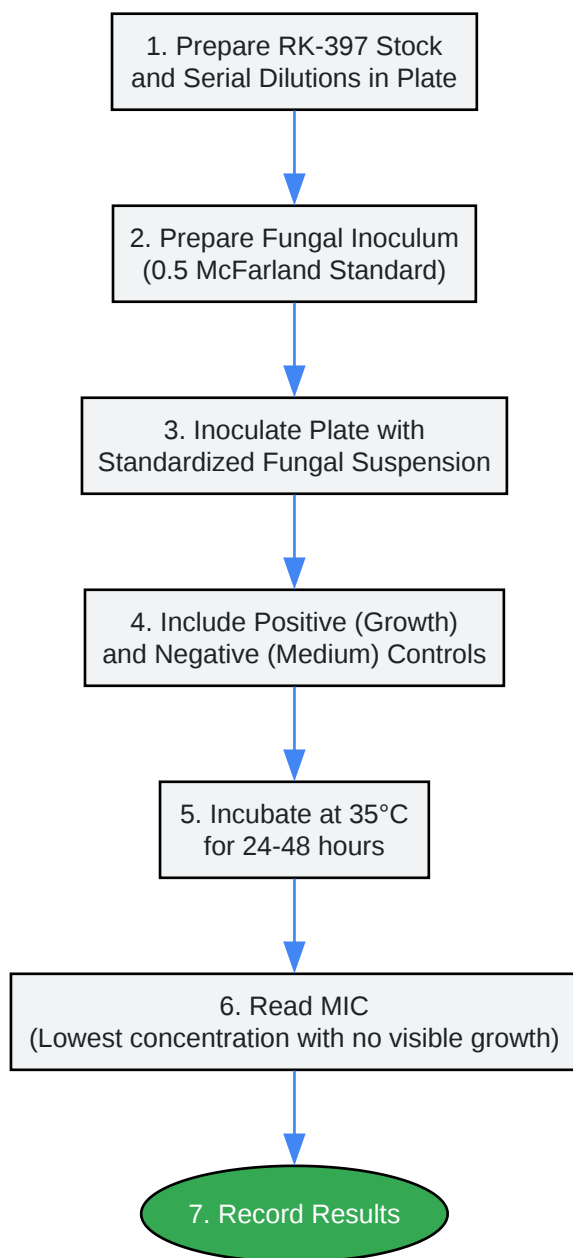 1. Prepare RK-397 Stock
and Serial Dilutions in Plate
2. Prepare Fungal Inoculum
(0.5 McFarland Standard)
3. Inoculate Plate with
Standardized Fungal Suspension
4. Include Positive (Growth)
and Negative (Medium) Controls
5. Incubate at 35°C
for 24-48 hours
6. Read MIC
(Lowest concentration with no visible growth)
7. Record Results